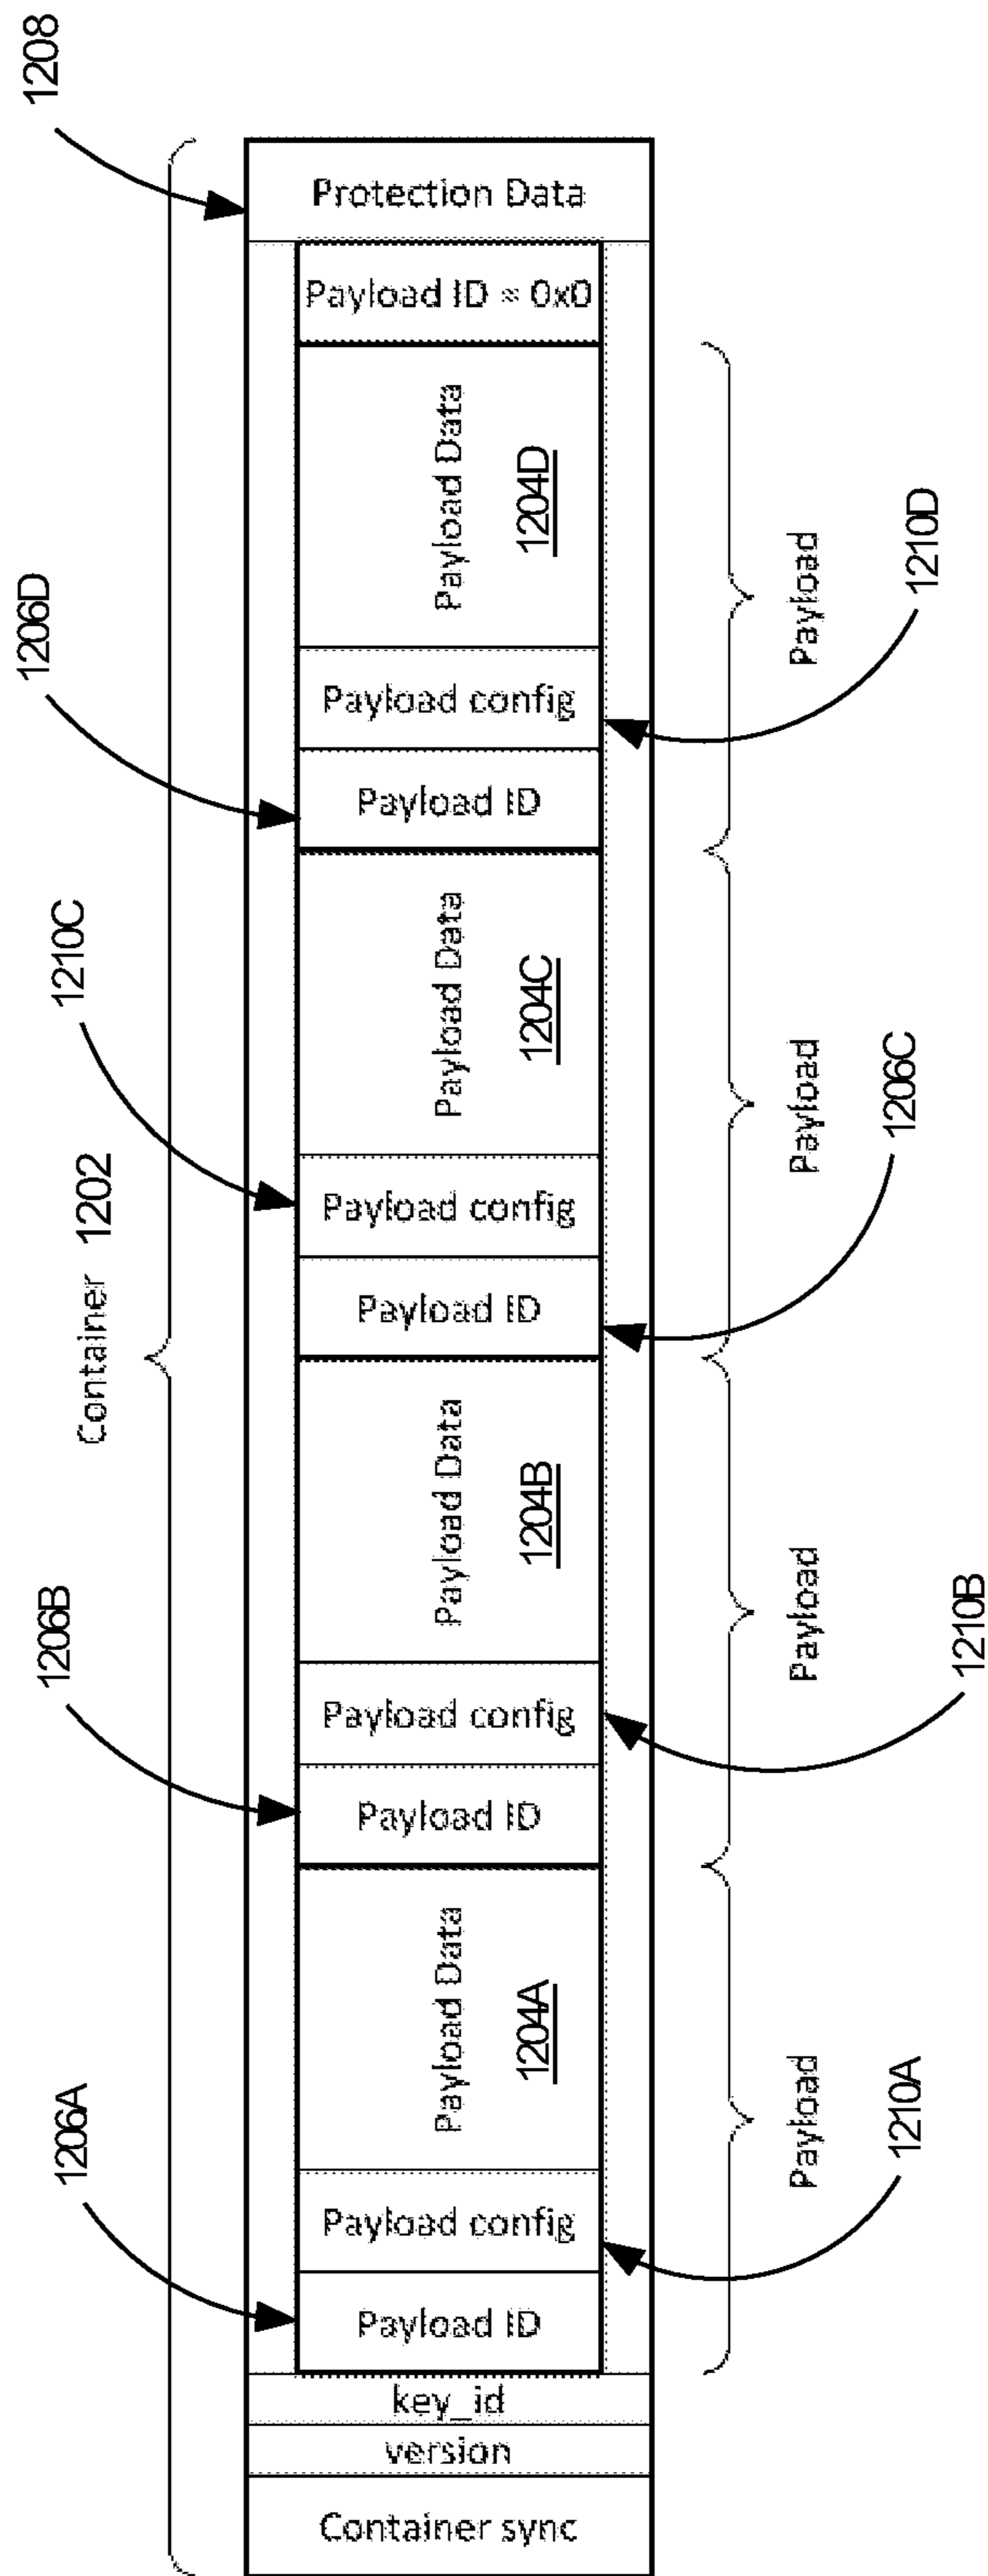 1208
Protection Data
Payload ID = 0x0
Payload Data
1204D
1210D
Payload
1206D
Payload config
Payload ID
Payload Data
1204C
1210C
Payload
1206C
Container 1202
Payload config
Payload ID
Payload Data
1204B
1206B
Payload
1210B
Payload config
Payload ID
Payload Data
1204A
1206A
Payload
1210A
Payload config
Payload ID
key_id
version
Container sync